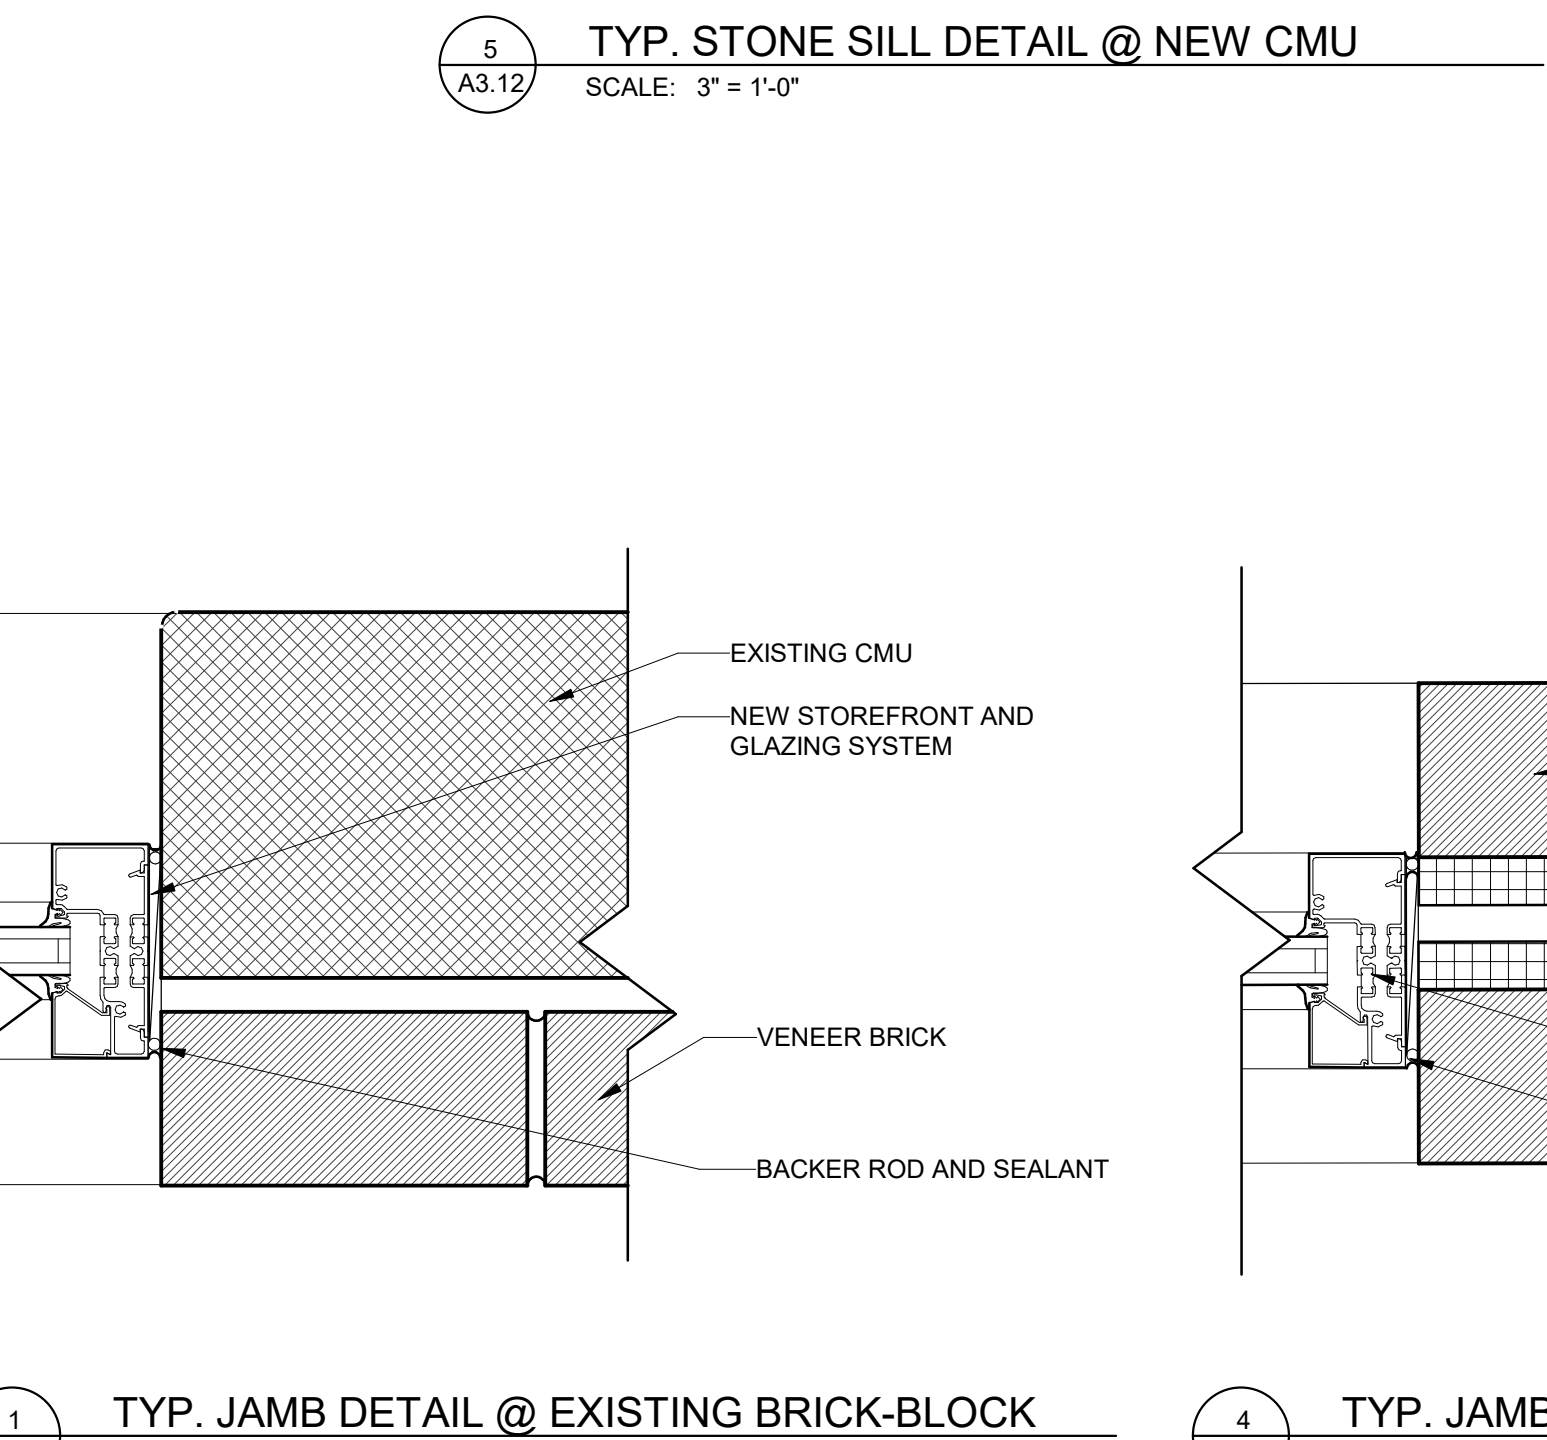 5
A3.12
TYP. STONE SILL DETAIL @ NEW CMU
SCALE: 3" = 1'-0"
EXISTING CMU
NEW STOREFRONT AND
GLAZING SYSTEM
VENEER BRICK
BACKER ROD AND SEALANT
1
TYP. JAMB DETAIL @ EXISTING BRICK-BLOCK
4
TYP. JAMB